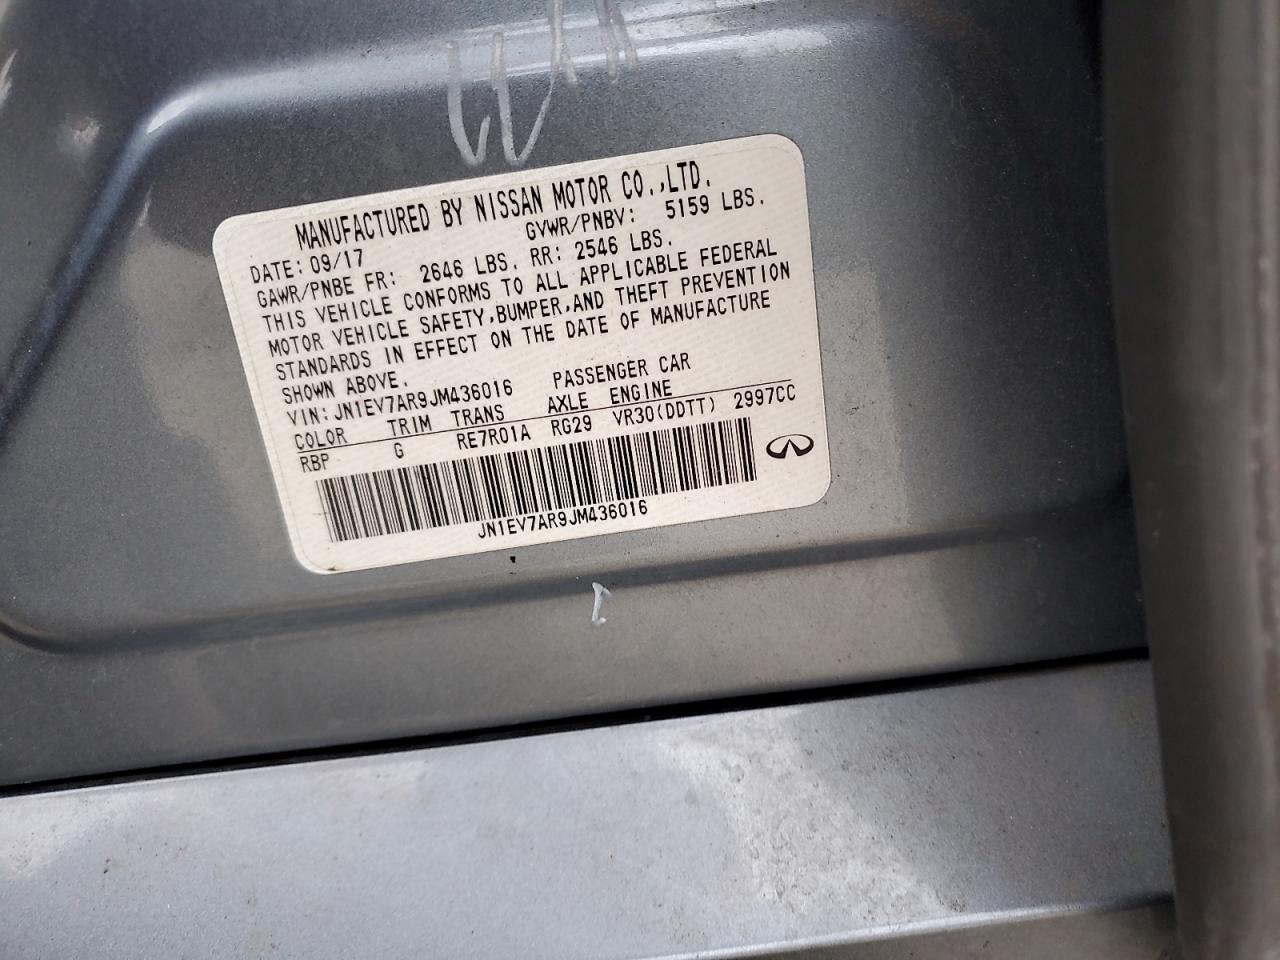 MANUFACTURED BY NISSAN MOTOR CO.,LTD.
DATE: 09/17 GVWR/PNBV: 5159 LBS.
GAWR/PNBE FR: 2646 LBS. RR: 2546 LBS.
THIS VEHICLE CONFORMS TO ALL APPLICABLE FEDERAL
MOTOR VEHICLE SAFETY,BUMPER,AND THEFT PREVENTION
STANDARDS IN EFFECT ON THE DATE OF MANUFACTURE
SHOWN ABOVE.
VIN: JN1EV7AR9JM436016 PASSENGER CAR
COLOR TRIM TRANS AXLE ENGINE
RBP G RE7R01A RG29 VR30(DDTT) 2997CC
JN1EV7AR9JM436016